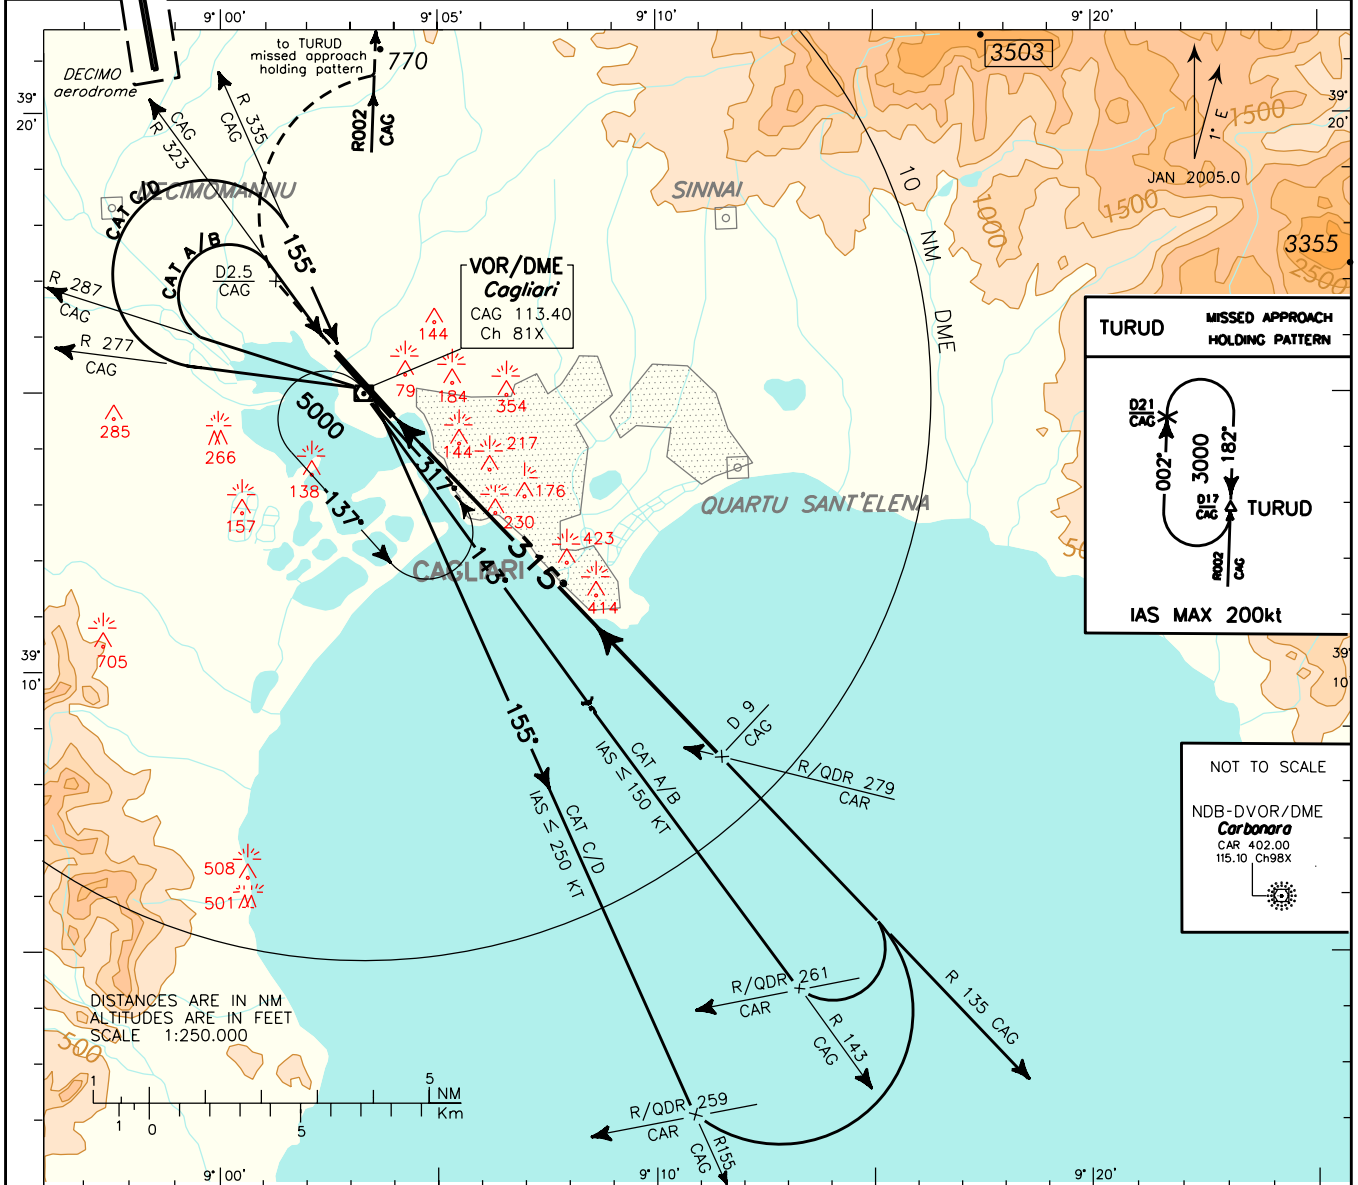 9° 00'
9° 05'
9° 10'
9° 20'
to TURUD
missed approach
holding pattern
770
3503
DECIMO
aerodrome
39°
20'
39°
20'
R 323
CAG
R 335
CAG
R002
CAG
1° E
1500
JAN 2005.0
DECIMOMANNU
SINNAI
10 NM DME
1000
1500
3355
2500
CAT C/D
CAT A/B
155°
D2.5
CAG
R 287
CAG
R 277
CAG
VOR/DME
Cagliari
CAG 113.40
Ch 81X
TURUD
MISSED APPROACH
HOLDING PATTERN
D21
CAG
002°
3000
182°
D17
CAG
TURUD
R002
CAG
IAS MAX 200kt
144
79
184
354
285
266
5000
144
217
138
317°
176
157
137°
230
QUARTU SANT'ELENA
423
CAGLIARI
143°
315°
414
705
39°
10'
39°
10'
155°
D 9
CAG
R/QDR 279
CAR
CAT A/B
IAS ≤150 KT
CAT C/D
IAS ≤ 250 KT
NOT TO SCALE
NDB-DVOR/DME
Carbonara
CAR 402.00
115.10 Ch98X
508
501
R/QDR 261
CAR
R 143
CAG
R 135 CAG
DISTANCES ARE IN NM
ALTITUDES ARE IN FEET
SCALE 1:250.000
500
1
5
NM
Km
1
0
5
R/QDR 259
CAR
R155
CAG
9° 00'
9° 10'
9° 20'